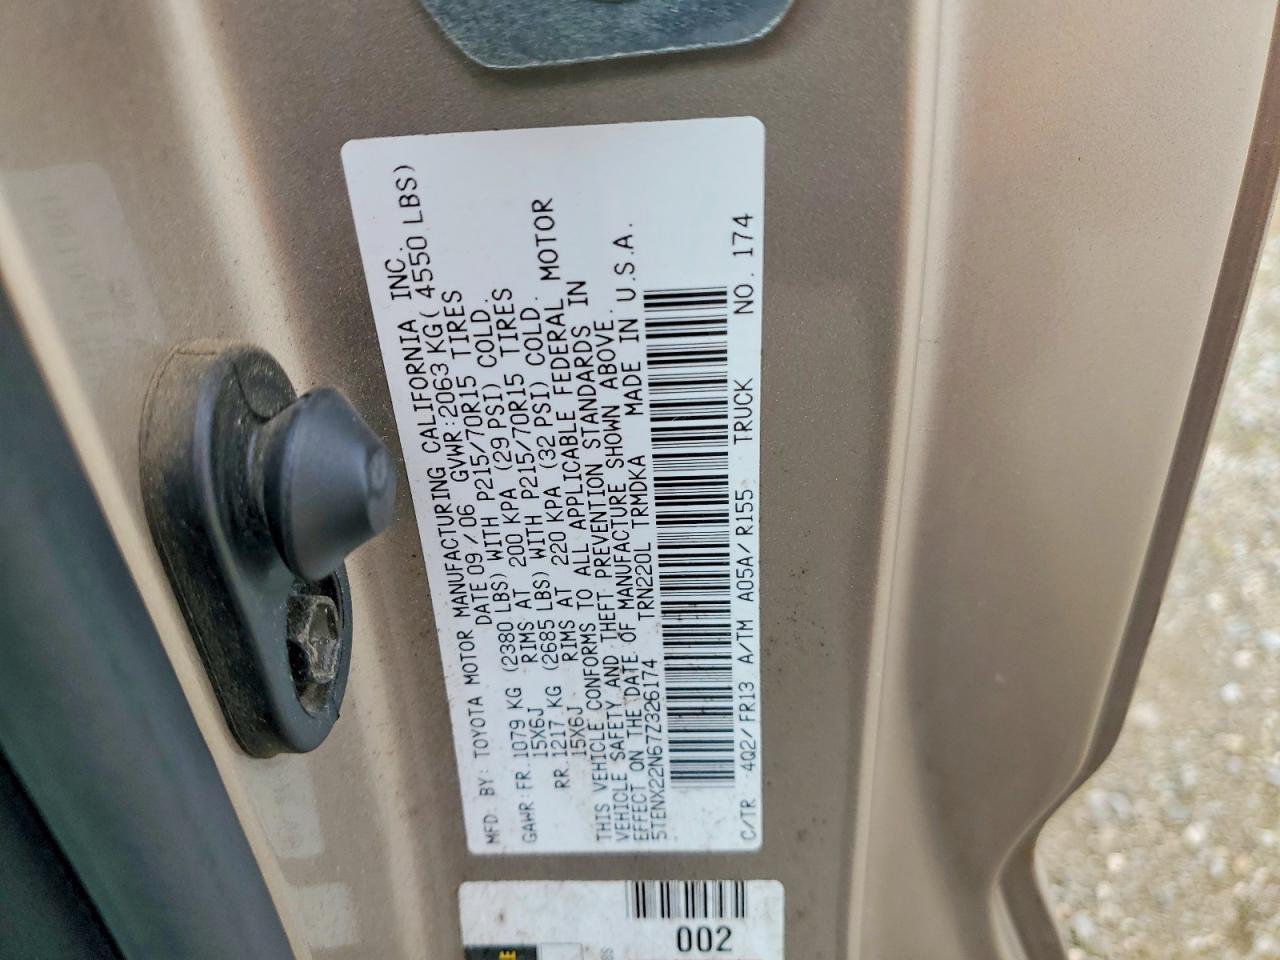 MFD. BY: TOYOTA MOTOR MANUFACTURING CALIFORNIA INC.
DATE 09/06 GVWR:2063 KG( 4550 LBS)
GAWR:FR.1079 KG (2380 LBS) WITH P215/70R15 TIRES
15X6J RIMS AT 200 KPA (29 PSI) COLD.
RR.1217 KG (2685 LBS) WITH P215/70R15 TIRES
15X6J RIMS AT 220 KPA (32 PSI) COLD.
THIS VEHICLE CONFORMS TO ALL APPLICABLE FEDERAL MOTOR
VEHICLE SAFETY AND THEFT PREVENTION STANDARDS IN
EFFECT ON THE DATE OF MANUFACTURE SHOWN ABOVE.
5TENX22N67Z326174 TRN220L TRMDKA MADE IN U.S.A.
C/TR 4Q2/FR13 A/TM A05A/R155 TRUCK NO. 174
002